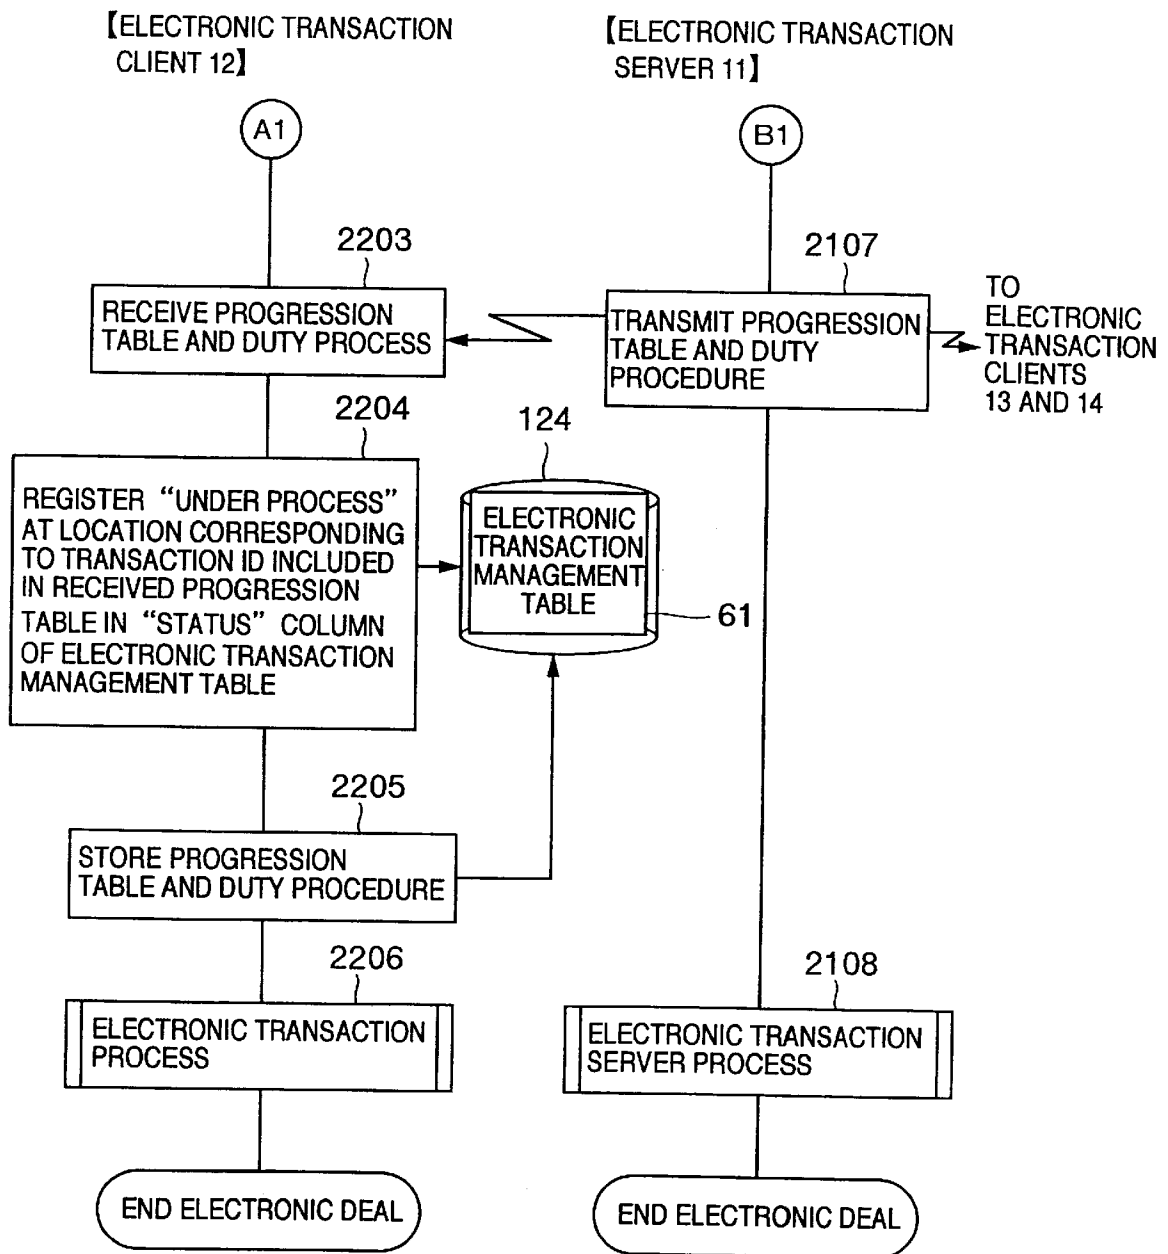 【ELECTRONIC TRANSACTION
CLIENT 12】
【ELECTRONIC TRANSACTION
SERVER 11】
A1
B1
2203
RECEIVE PROGRESSION
TABLE AND DUTY PROCESS
2107
TRANSMIT PROGRESSION
TABLE AND DUTY
PROCEDURE
TO
ELECTRONIC
TRANSACTION
CLIENTS
13 AND 14
2204
REGISTER “UNDER PROCESS”
AT LOCATION CORRESPONDING
TO TRANSACTION ID INCLUDED
IN RECEIVED PROGRESSION
TABLE IN “STATUS” COLUMN
OF ELECTRONIC TRANSACTION
MANAGEMENT TABLE
124
ELECTRONIC
TRANSACTION
MANAGEMENT
TABLE
61
2205
STORE PROGRESSION
TABLE AND DUTY PROCEDURE
2206
ELECTRONIC TRANSACTION
PROCESS
2108
ELECTRONIC TRANSACTION
SERVER PROCESS
END ELECTRONIC DEAL
END ELECTRONIC DEAL